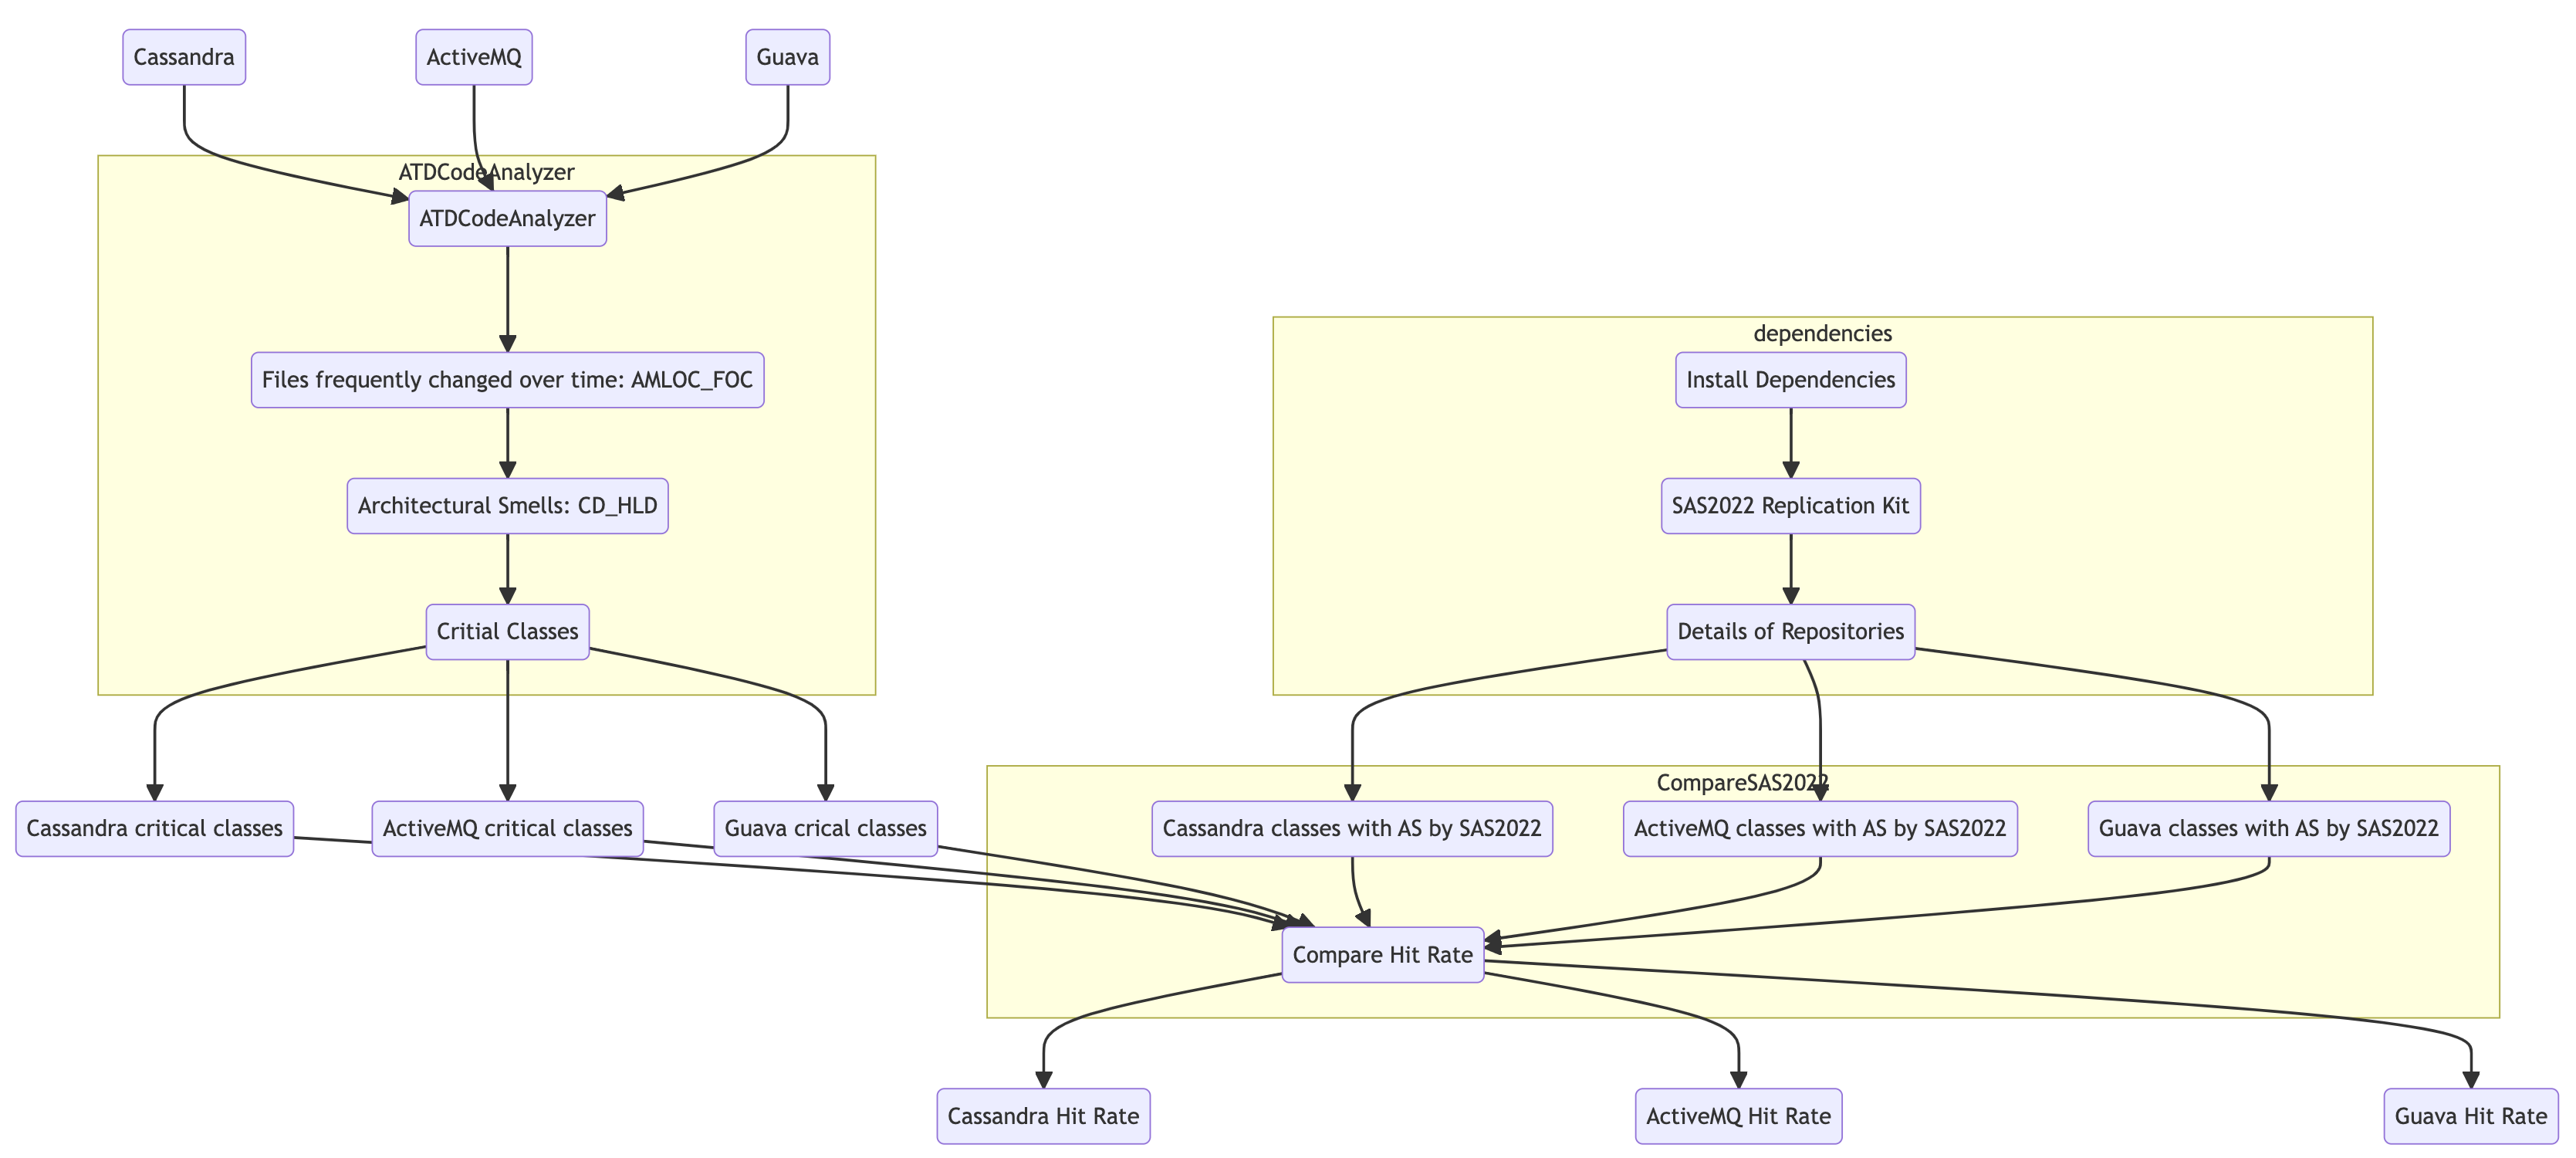 Cassandra
ActiveMQ
Guava
ATDCodeAnalyzer
ATDCodeAnalyzer
dependencies
Files frequently changed over time: AMLOC_FOC
Install Dependencies
Architectural Smells: CD_HLD
SAS2022 Replication Kit
Critial Classes
Details of Repositories
CompareSAS2022
Cassandra critical classes
ActiveMQ critical classes
Guava crical classes
Cassandra classes with AS by SAS2022
ActiveMQ classes with AS by SAS2022
Guava classes with AS by SAS2022
Compare Hit Rate
Cassandra Hit Rate
ActiveMQ Hit Rate
Guava Hit Rate